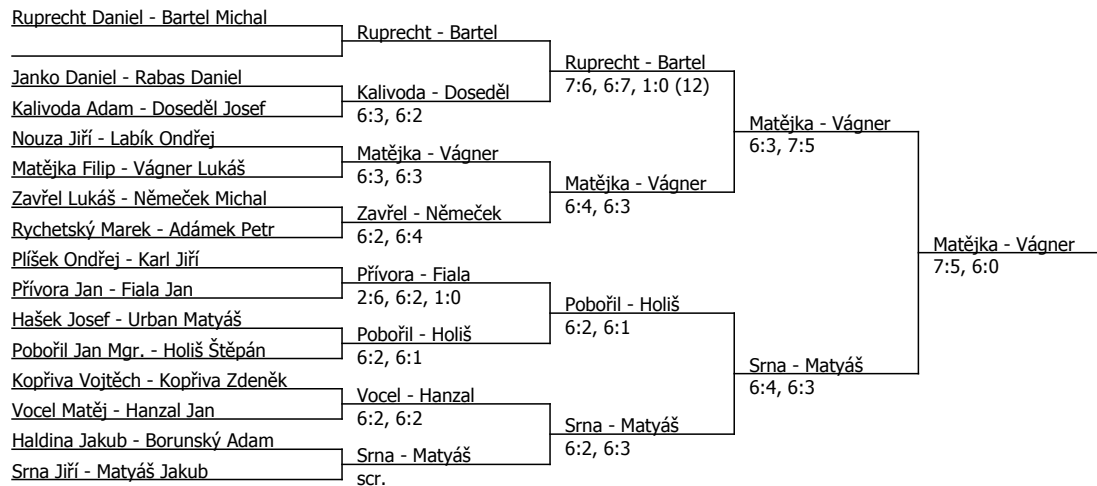 Ruprecht Daniel - Bartel Michal
Janko Daniel - Rabas Daniel
Kalivoda Adam - Doseděl Josef
Nouza Jiří - Labík Ondřej
Matějka Filip - Vágner Lukáš
Zavřel Lukáš - Němeček Michal
Rychetský Marek - Adámek Petr
Plíšek Ondřej - Karl Jiří
Přívora Jan - Fiala Jan
Hašek Josef - Urban Matyáš
Pobořil Jan Mgr. - Holiš Štěpán
Kopřiva Vojtěch - Kopřiva Zdeněk
Vocel Matěj - Hanzal Jan
Haldina Jakub - Borunský Adam
Srna Jiří - Matyáš Jakub
Ruprecht - Bartel
Kalivoda - Doseděl
6:3, 6:2
Matějka - Vágner
6:3, 6:3
Zavřel - Němeček
6:2, 6:4
Přívora - Fiala
2:6, 6:2, 1:0
Pobořil - Holiš
6:2, 6:1
Vocel - Hanzal
6:2, 6:2
Srna - Matyáš
scr.
Ruprecht - Bartel
7:6, 6:7, 1:0 (12)
Matějka - Vágner
6:4, 6:3
Pobořil - Holiš
6:2, 6:1
Srna - Matyáš
6:2, 6:3
Matějka - Vágner
6:3, 7:5
Srna - Matyáš
6:4, 6:3
Matějka - Vágner
7:5, 6:0